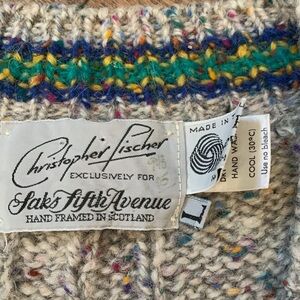 Christopher Fischer
EXCLUSIVELY FOR
Saks Fifth Avenue
HAND FRAMED IN SCOTLAND
MADE IN
HAND WA
COOL (30°C)
Use no bleach
L